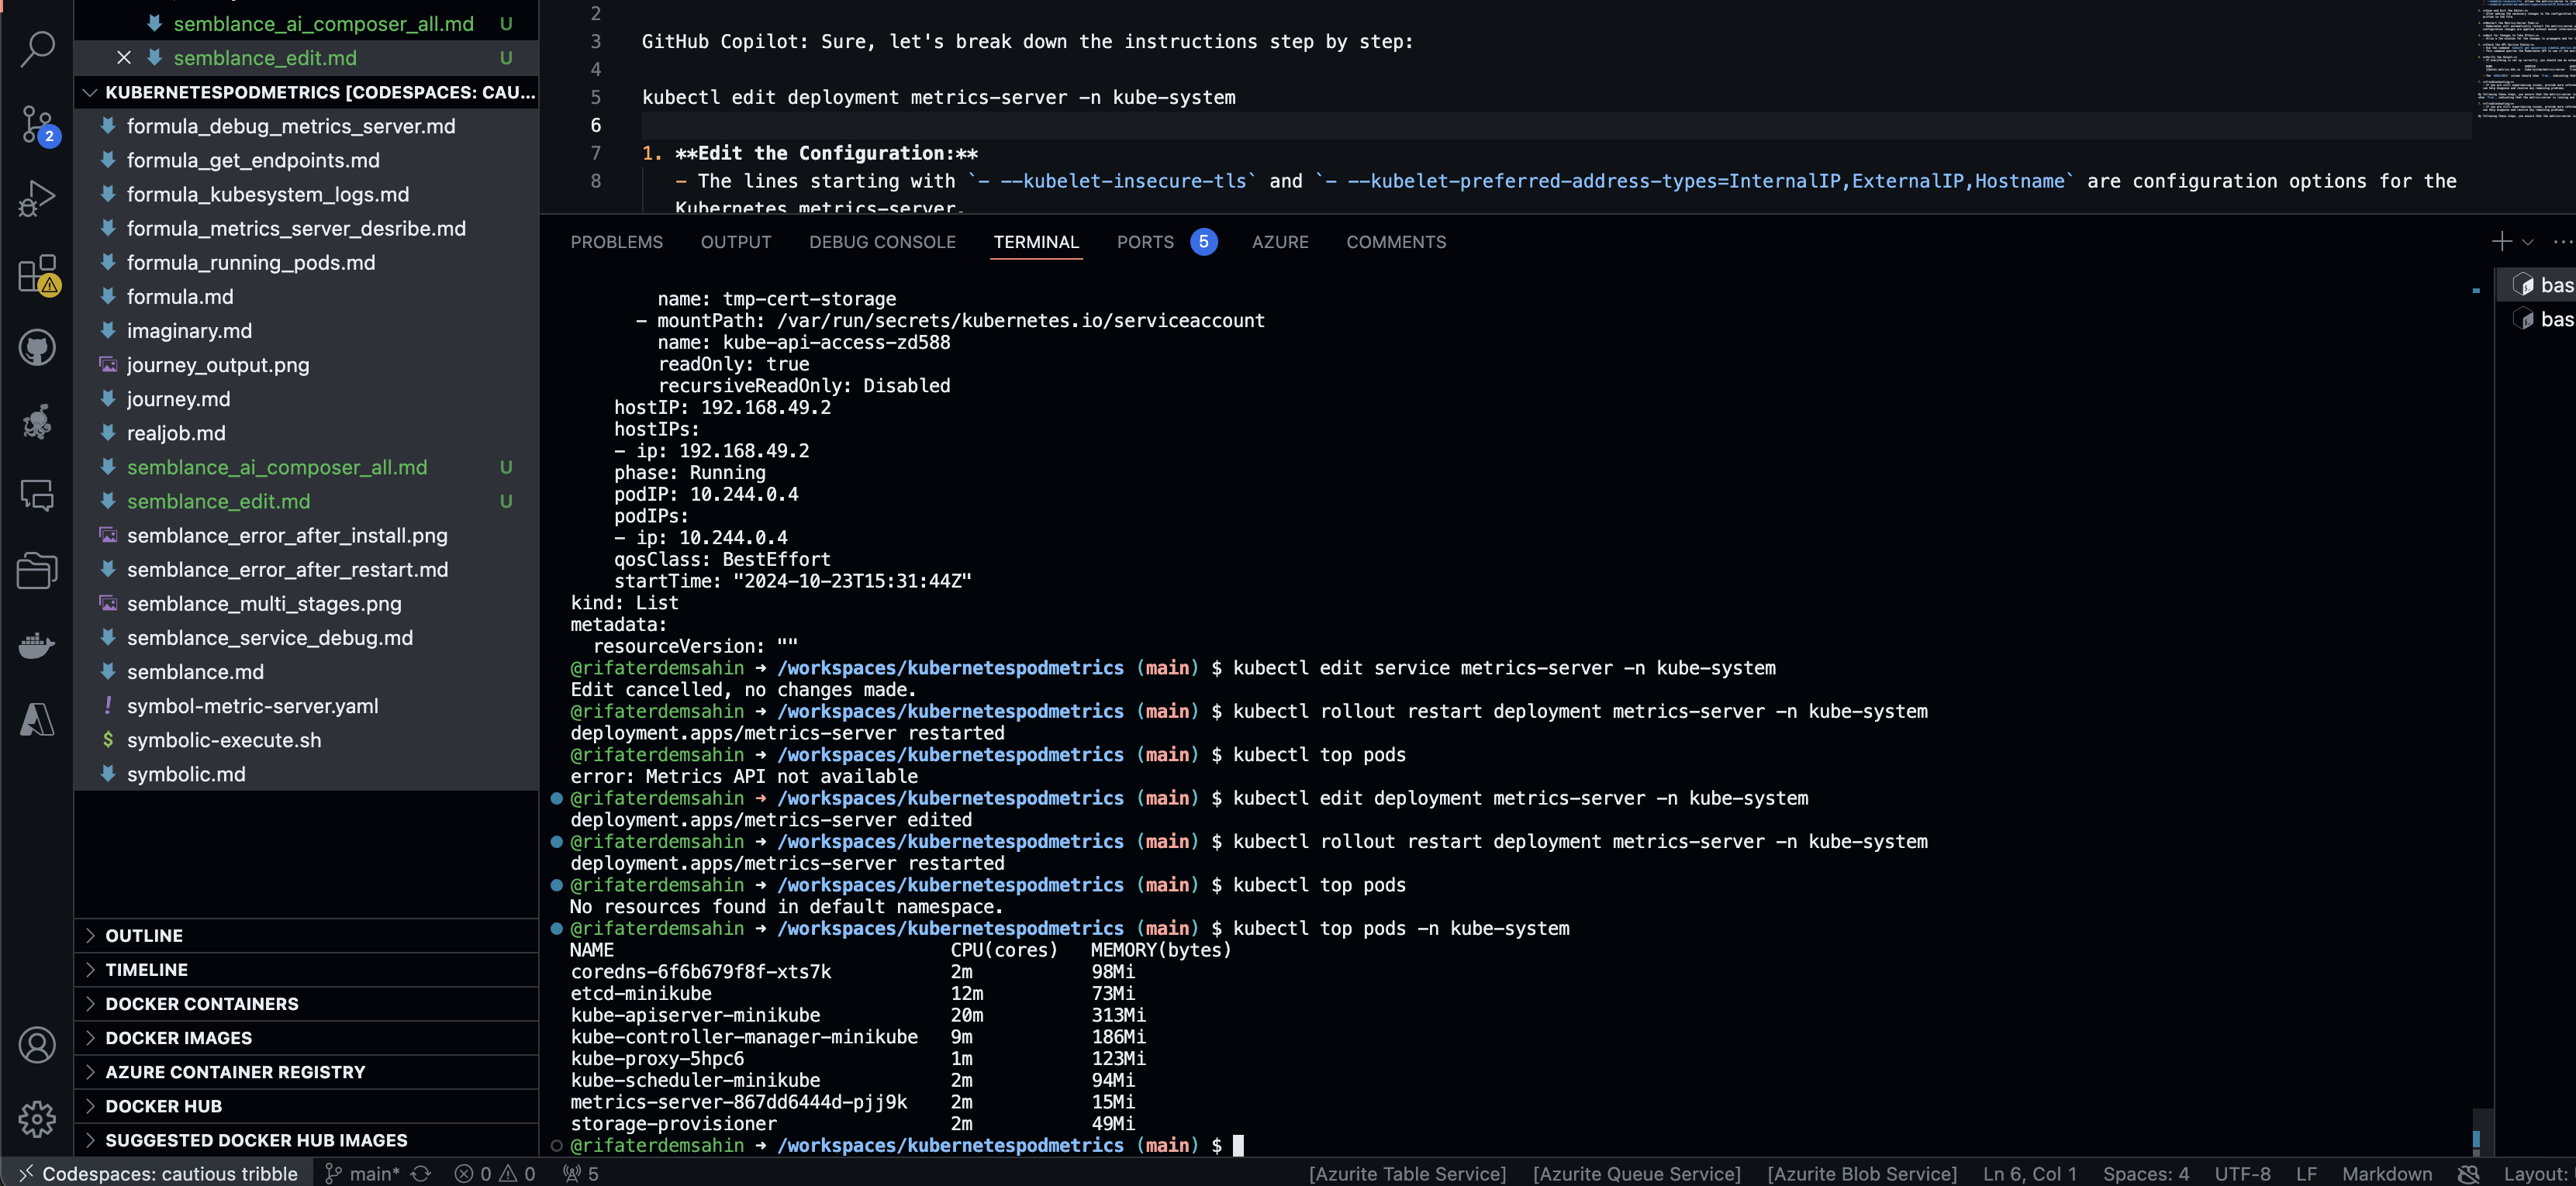 semblance_ai_composer_all.md U
semblance_edit.md U
KUBERNETESPODMETRICS [CODESPACES: CAU...
formula_debug_metrics_server.md
formula_get_endpoints.md
formula_kubesystem_logs.md
formula_metrics_server_desribe.md
formula_running_pods.md
formula.md
imaginary.md
journey_output.png
journey.md
realjob.md
semblance_ai_composer_all.md U
semblance_edit.md U
semblance_error_after_install.png
semblance_error_after_restart.md
semblance_multi_stages.png
semblance_service_debug.md
semblance.md
symbol-metric-server.yaml
symbolic-execute.sh
symbolic.md
OUTLINE
TIMELINE
DOCKER CONTAINERS
DOCKER IMAGES
AZURE CONTAINER REGISTRY
DOCKER HUB
SUGGESTED DOCKER HUB IMAGES
2
2
3 GitHub Copilot: Sure, let's break down the instructions step by step:
4
5 kubectl edit deployment metrics-server -n kube-system
6
7 1. **Edit the Configuration:**
8 - The lines starting with `- --kubelet-insecure-tls` and `- --kubelet-preferred-address-types=InternalIP,ExternalIP,Hostname` are configuration options for the
Kubernetes metrics-server.
PROBLEMS OUTPUT DEBUG CONSOLE TERMINAL PORTS 5 AZURE COMMENTS
name: tmp-cert-storage
- mountPath: /var/run/secrets/kubernetes.io/serviceaccount
name: kube-api-access-zd588
readOnly: true
recursiveReadOnly: Disabled
hostIP: 192.168.49.2
hostIPs:
- ip: 192.168.49.2
phase: Running
podIP: 10.244.0.4
podIPs:
- ip: 10.244.0.4
qosClass: BestEffort
startTime: "2024-10-23T15:31:44Z"
kind: List
metadata:
resourceVersion: ""
@rifaterdemsahin ➜ /workspaces/kubernetespodmetrics (main) $ kubectl edit service metrics-server -n kube-system
Edit cancelled, no changes made.
@rifaterdemsahin ➜ /workspaces/kubernetespodmetrics (main) $ kubectl rollout restart deployment metrics-server -n kube-system
deployment.apps/metrics-server restarted
@rifaterdemsahin ➜ /workspaces/kubernetespodmetrics (main) $ kubectl top pods
error: Metrics API not available
@rifaterdemsahin ➜ /workspaces/kubernetespodmetrics (main) $ kubectl edit deployment metrics-server -n kube-system
deployment.apps/metrics-server edited
@rifaterdemsahin ➜ /workspaces/kubernetespodmetrics (main) $ kubectl rollout restart deployment metrics-server -n kube-system
deployment.apps/metrics-server restarted
@rifaterdemsahin ➜ /workspaces/kubernetespodmetrics (main) $ kubectl top pods
No resources found in default namespace.
@rifaterdemsahin ➜ /workspaces/kubernetespodmetrics (main) $ kubectl top pods -n kube-system
NAME CPU(cores) MEMORY(bytes)
coredns-6f6b679f8f-xts7k 2m 98Mi
etcd-minikube 12m 73Mi
kube-apiserver-minikube 20m 313Mi
kube-controller-manager-minikube 9m 186Mi
kube-proxy-5hpc6 1m 123Mi
kube-scheduler-minikube 2m 94Mi
metrics-server-867dd6444d-pjj9k 2m 15Mi
storage-provisioner 2m 49Mi
@rifaterdemsahin ➜ /workspaces/kubernetespodmetrics (main) $
bas
bas
Codespaces: cautious tribble main* 0 0 5 [Azurite Table Service] [Azurite Queue Service] [Azurite Blob Service] Ln 6, Col 1 Spaces: 4 UTF-8 LF Markdown Layout: